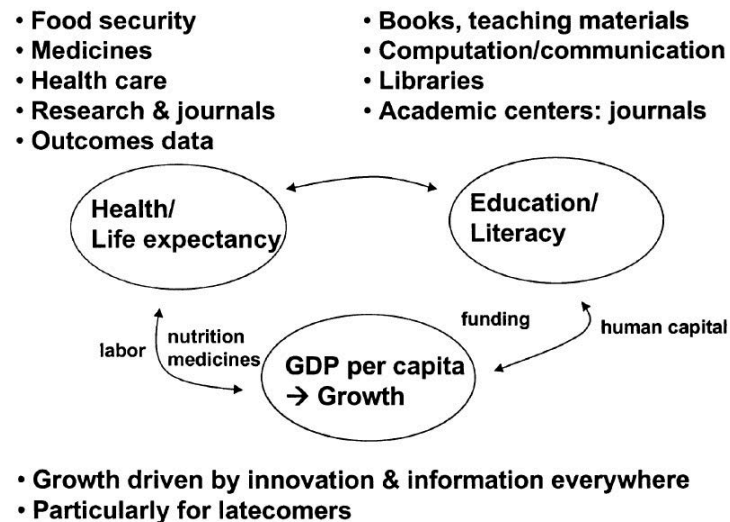 • Food security
• Medicines
• Health care
• Research & journals
• Outcomes data
• Books, teaching materials
• Computation/communication
• Libraries
• Academic centers: journals
Health/
Life expectancy
Education/
Literacy
labor
nutrition
medicines
funding
human capital
GDP per capita
→ Growth
• Growth driven by innovation & information everywhere
• Particularly for latecomers